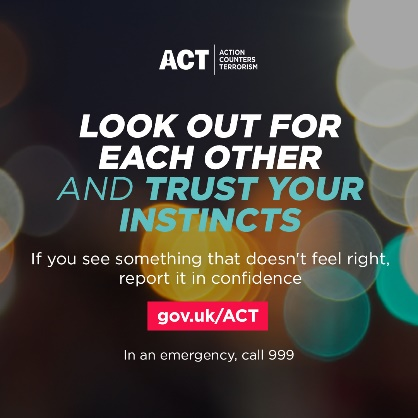 ACT
ACTION
COUNTERS
TERRORISM
LOOK OUT FOR
EACH OTHER
AND TRUST YOUR
INSTINCTS
If you see something that doesn't feel right,
report it in confidence
gov.uk/ACT
In an emergency, call 999